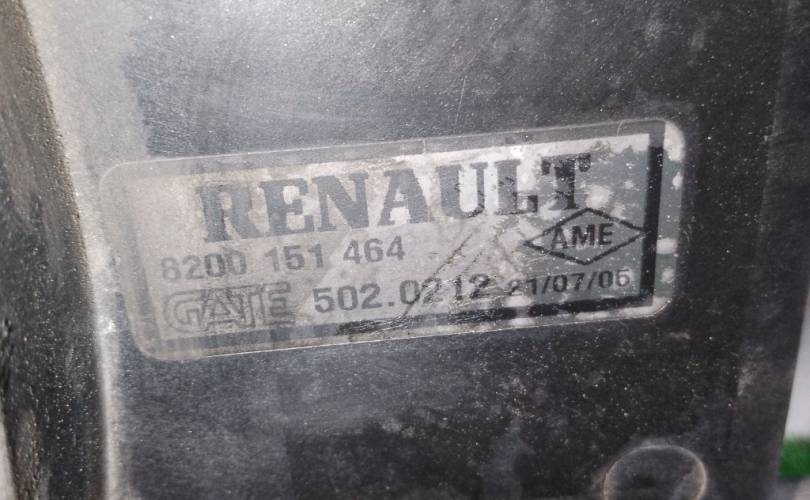 RENAULT
8200 151 464
AME
GATE 502.0212 21/07/05